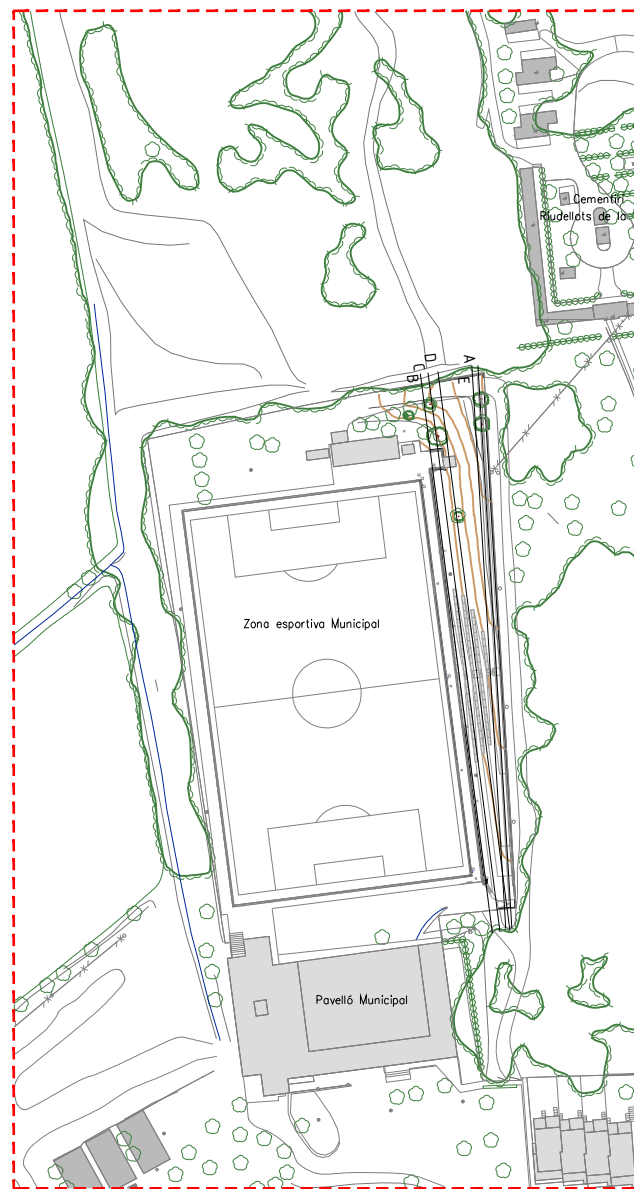 Cementiri
Riudellots de la
A
D
C
E
B
Zona esportiva Municipal
Pavelló Municipal